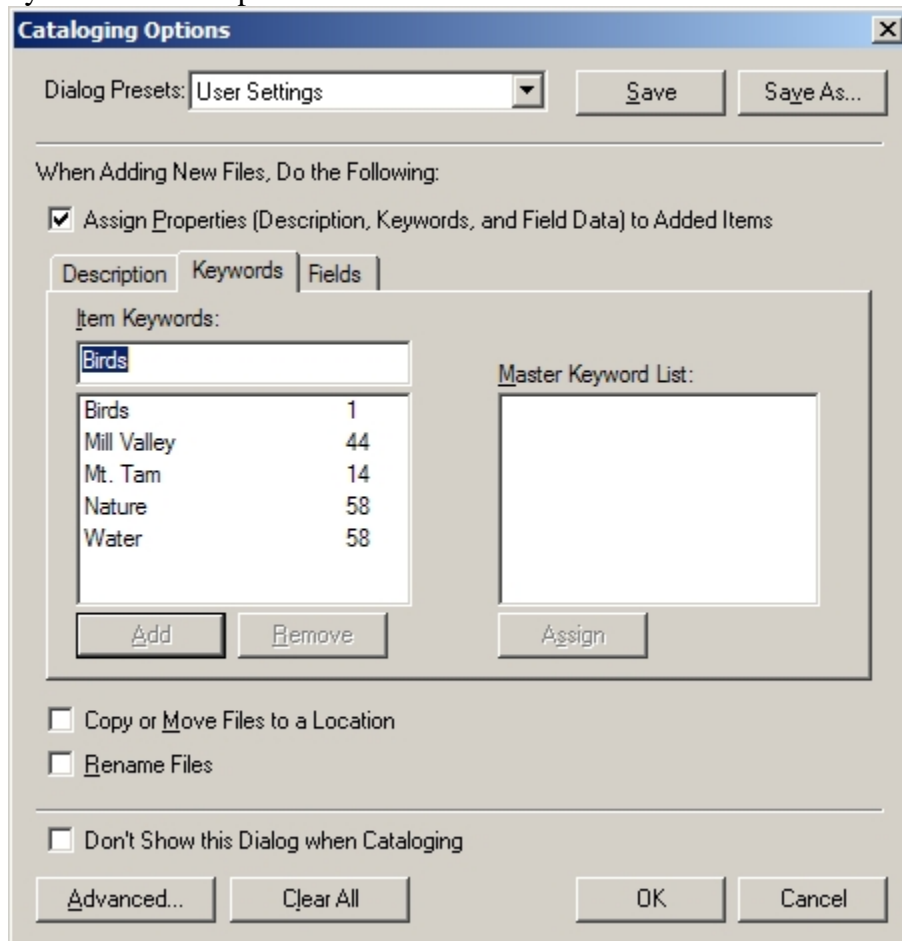 Cataloging Options
Dialog Presets: User Settings Save Save As...
When Adding New Files, Do the Following:
Assign Properties (Description, Keywords, and Field Data) to Added Items
Description Keywords Fields
Item Keywords:
Birds
Master Keyword List:
Birds 1
Mill Valley 44
Mt. Tam 14
Nature 58
Water 58
Add Remove Assign
Copy or Move Files to a Location
Rename Files
Don't Show this Dialog when Cataloging
Advanced... Clear All OK Cancel